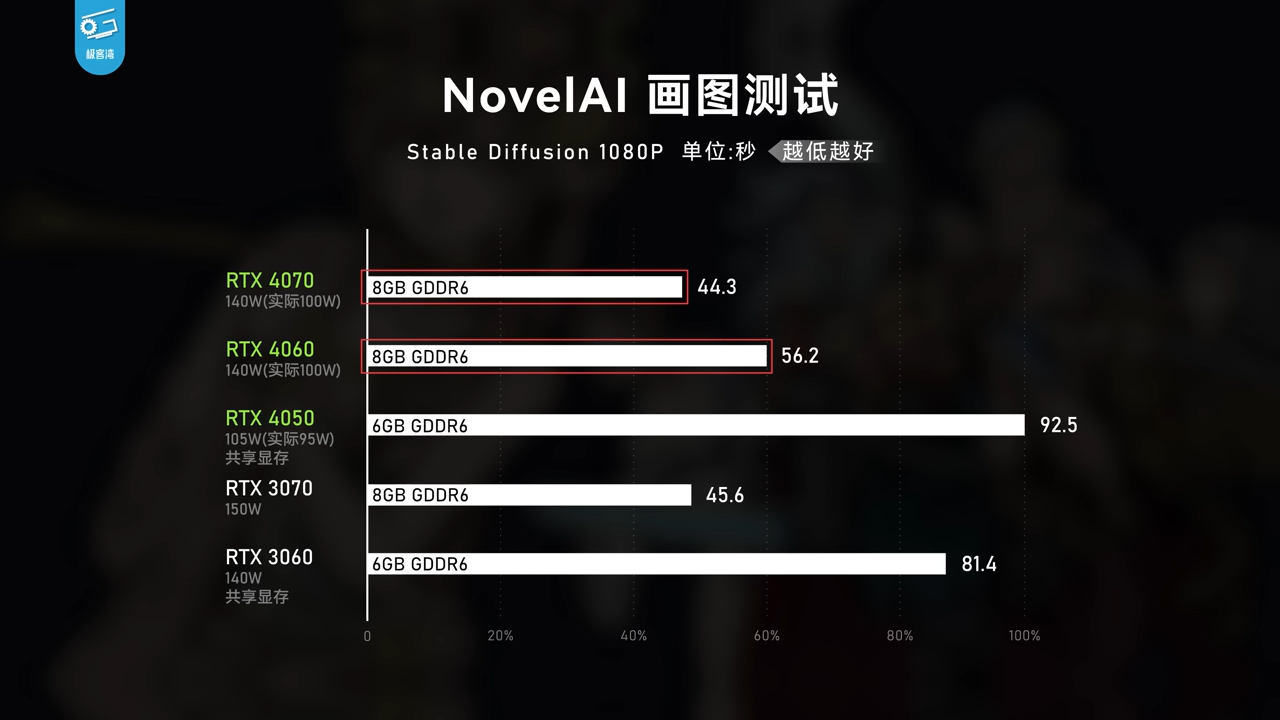 极客湾
NovelAI 画图测试
Stable Diffusion 1080P 单位:秒 越低越好
RTX 4070
140W(实际100W)
8GB GDDR6
44.3
RTX 4060
140W(实际100W)
8GB GDDR6
56.2
RTX 4050
105W(实际95W)
共享显存
6GB GDDR6
92.5
RTX 3070
150W
8GB GDDR6
45.6
RTX 3060
140W
共享显存
6GB GDDR6
81.4
0 20% 40% 60% 80% 100%